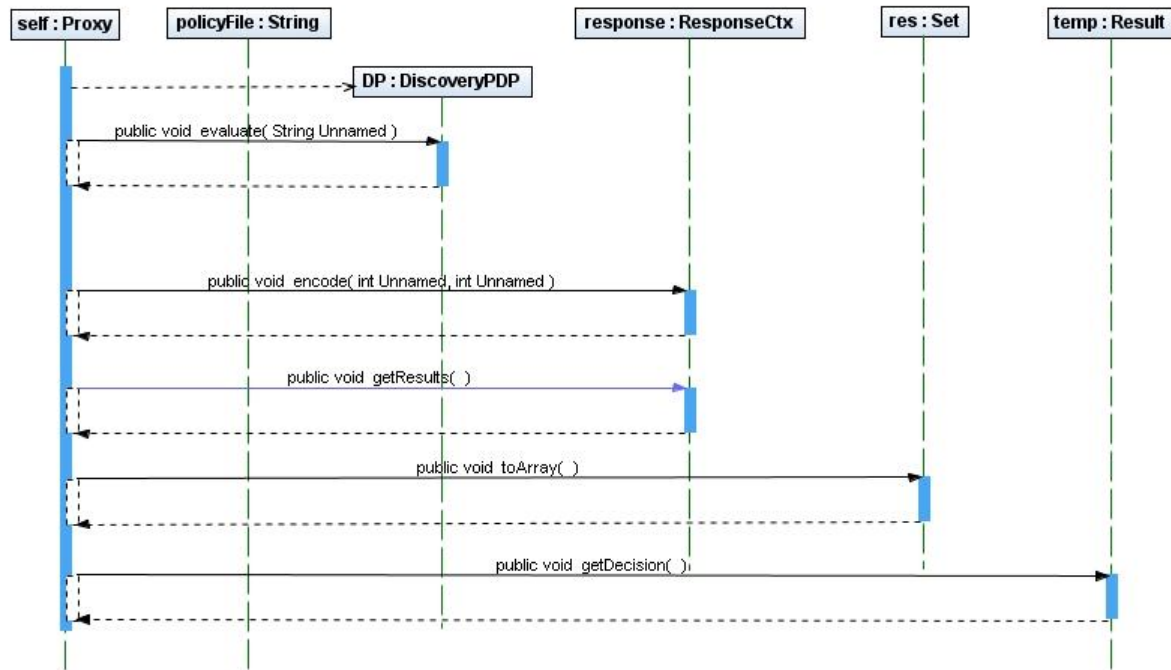 self : Proxy
policyFile : String
response : ResponseCtx
res : Set
temp : Result
DP : DiscoveryPDP
public void evaluate( String Unnamed )
public void encode( int Unnamed, int Unnamed )
public void getResults( )
public void toArray( )
public void getDecision( )